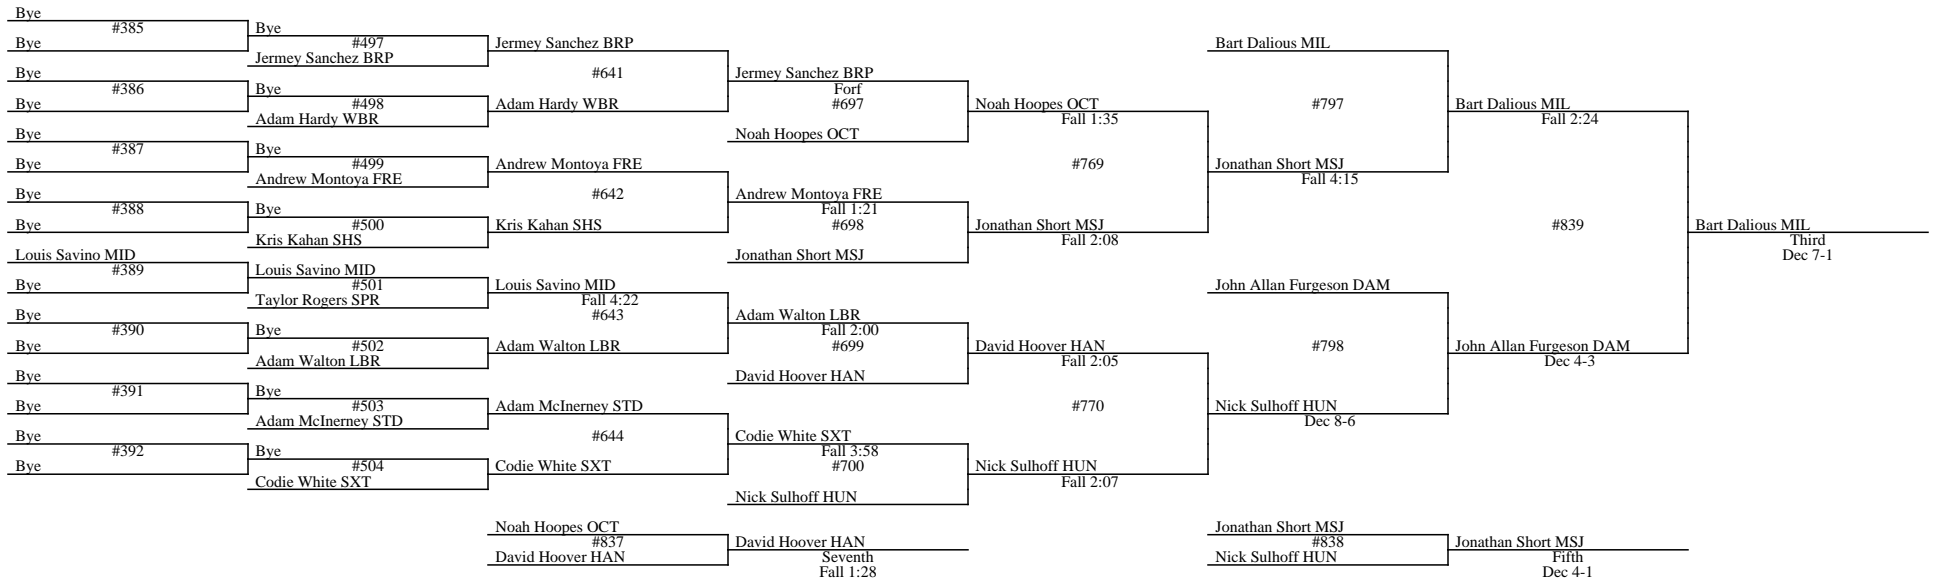 Bye
#385
Bye
Bye
#386
Bye
Bye
#387
Bye
Bye
#388
Bye
Louis Savino MID
#389
Bye
Bye
#390
Bye
Bye
#391
Bye
Bye
#392
Bye
Bye
#497
Jermey Sanchez BRP
Bye
#498
Adam Hardy WBR
Bye
#499
Andrew Montoya FRE
Bye
#500
Kris Kahan SHS
Louis Savino MID
#501
Taylor Rogers SPR
Bye
#502
Adam Walton LBR
Bye
#503
Adam McInerney STD
Bye
#504
Codie White SXT
Jermey Sanchez BRP
#641
Adam Hardy WBR
Andrew Montoya FRE
#642
Kris Kahan SHS
Louis Savino MID
Fall 4:22
#643
Adam Walton LBR
Adam McInerney STD
#644
Codie White SXT
Noah Hoopes OCT
#837
David Hoover HAN
Jermey Sanchez BRP
Forf
#697
Noah Hoopes OCT
Andrew Montoya FRE
Fall 1:21
#698
Jonathan Short MSJ
Adam Walton LBR
Fall 2:00
#699
David Hoover HAN
Codie White SXT
Fall 3:58
#700
Nick Sulhoff HUN
David Hoover HAN
Seventh
Fall 1:28
Noah Hoopes OCT
Fall 1:35
#769
Jonathan Short MSJ
Fall 2:08
David Hoover HAN
Fall 2:05
#770
Nick Sulhoff HUN
Fall 2:07
Bart Dalious MIL
#797
Jonathan Short MSJ
Fall 4:15
John Allan Furgeson DAM
#798
Nick Sulhoff HUN
Dec 8-6
Jonathan Short MSJ
#838
Nick Sulhoff HUN
Bart Dalious MIL
Fall 2:24
#839
John Allan Furgeson DAM
Dec 4-3
Jonathan Short MSJ
Fifth
Dec 4-1
Bart Dalious MIL
Third
Dec 7-1